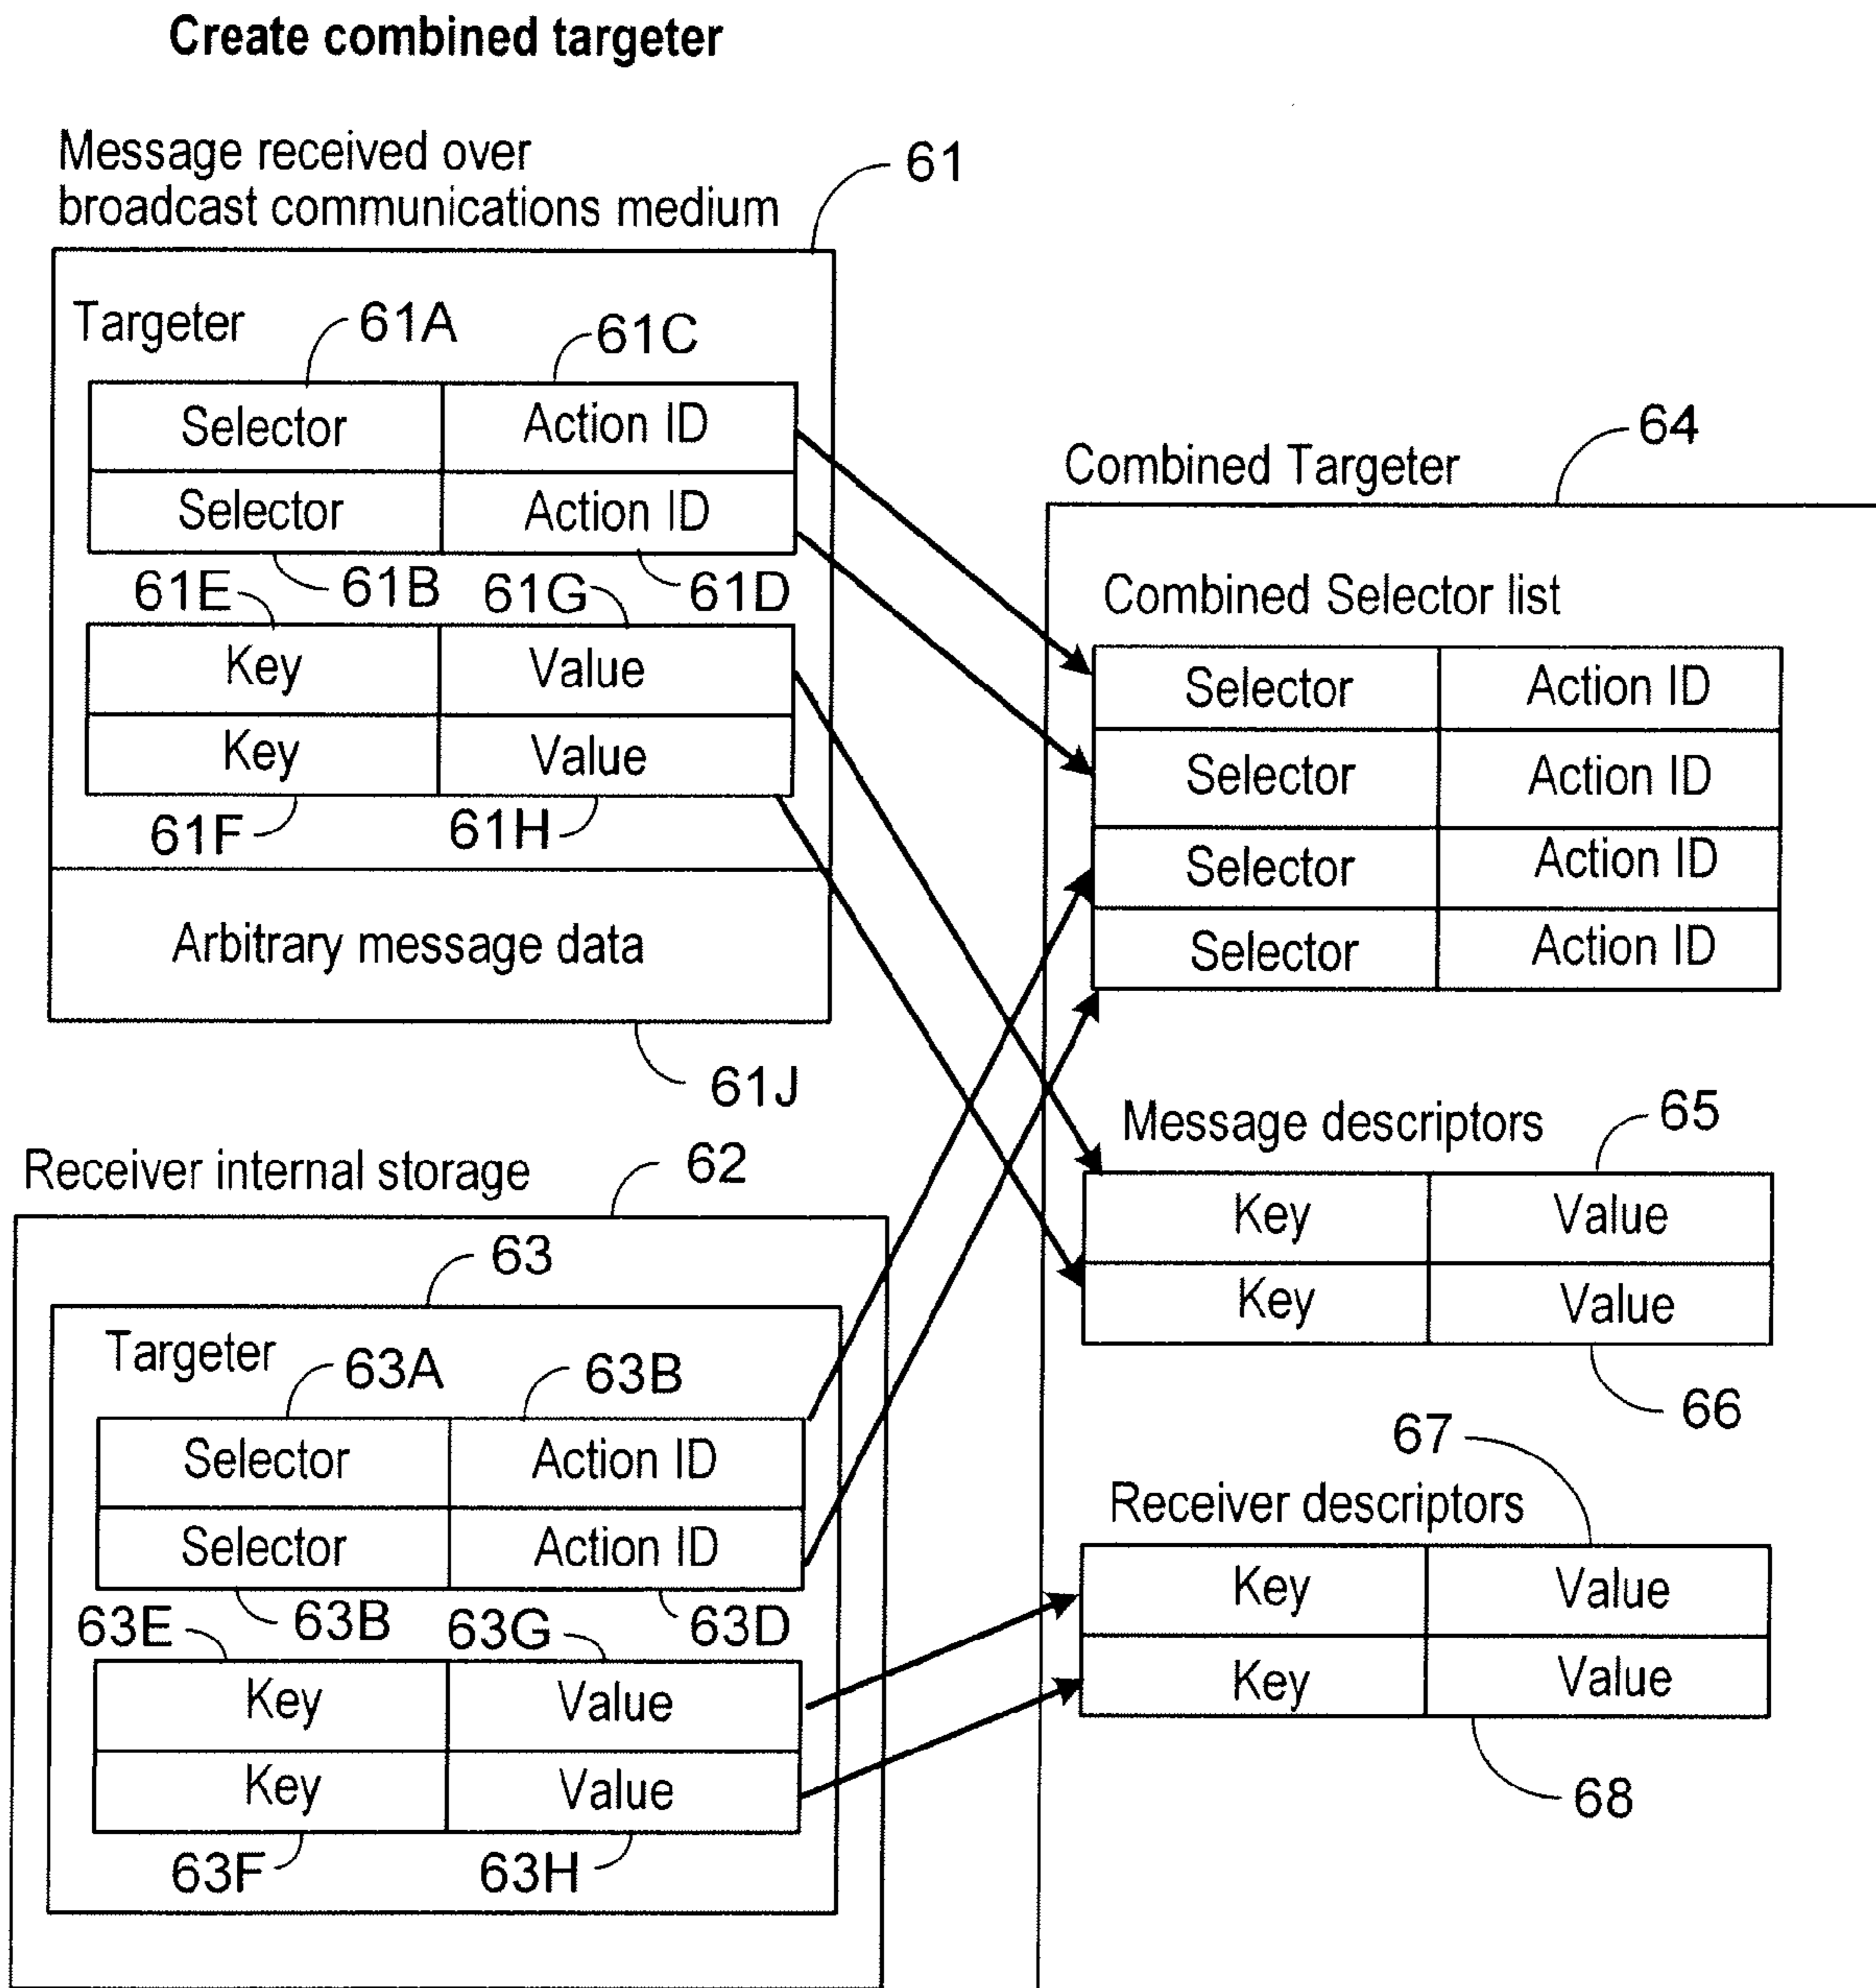 Create combined targeter
Message received over
broadcast communications medium
61
Targeter
61A
61C
Selector
Action ID
Selector
Action ID
61B
61D
61E
61G
Key
Value
Key
Value
61F
61H
Arbitrary message data
61J
Receiver internal storage
62
63
Targeter
63A
63B
Selector
Action ID
Selector
Action ID
63B
63D
63E
63G
Key
Value
Key
Value
63F
63H
64
Combined Targeter
Combined Selector list
Selector
Action ID
Selector
Action ID
Selector
Action ID
Selector
Action ID
Message descriptors
65
Key
Value
Key
Value
66
67
Receiver descriptors
Key
Value
Key
Value
68